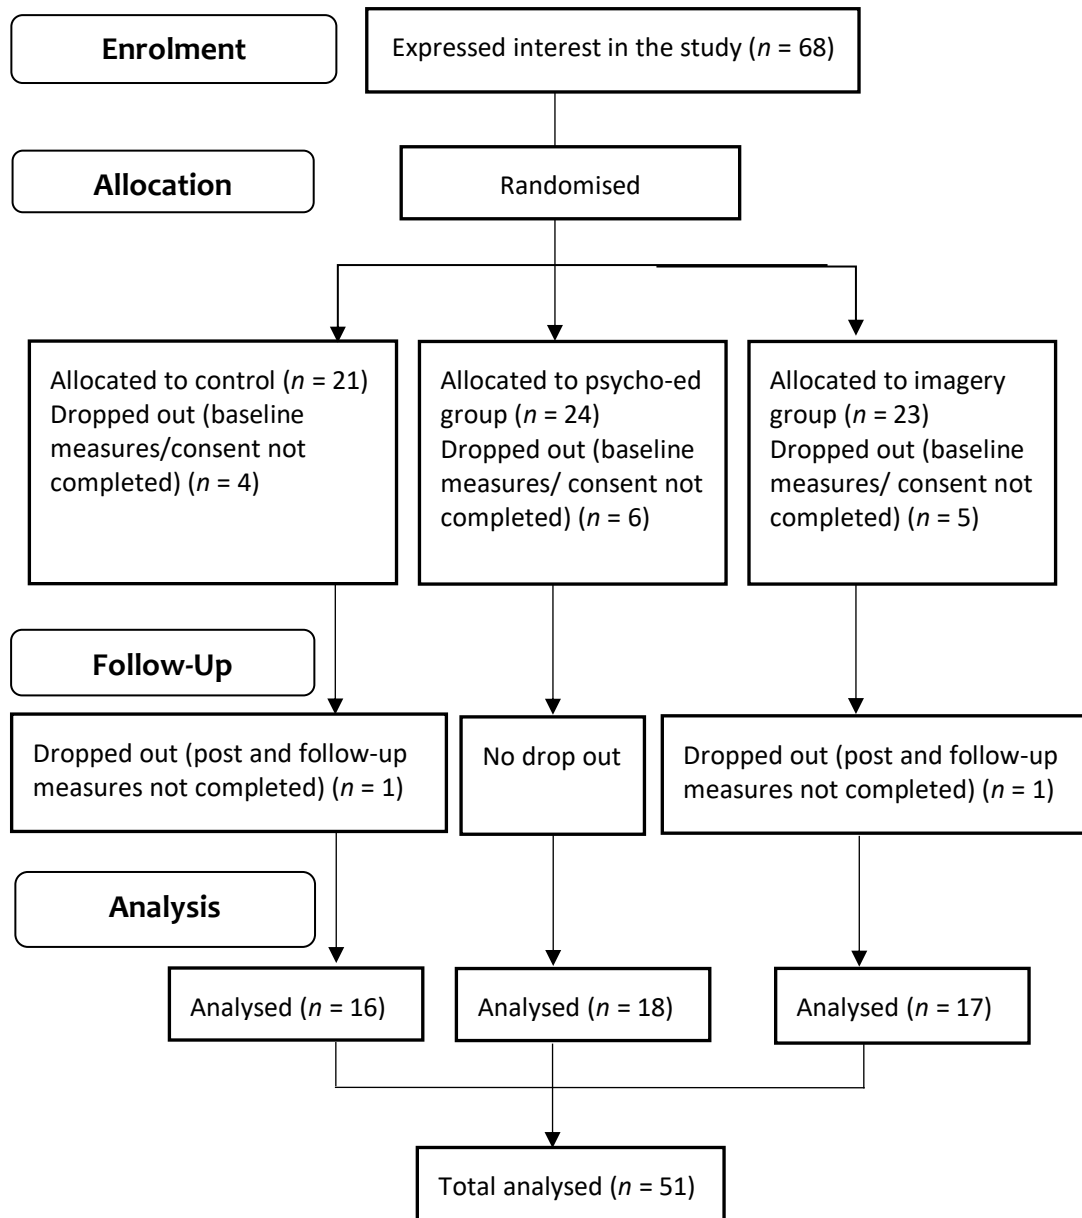 Enrolment
Expressed interest in the study (n = 68)
Allocation
Randomised
Allocated to control (n = 21)
Dropped out (baseline
measures/consent not
completed) (n = 4)
Allocated to psycho-ed
group (n = 24)
Dropped out (baseline
measures/ consent not
completed) (n = 6)
Allocated to imagery
group (n = 23)
Dropped out (baseline
measures/ consent not
completed) (n = 5)
Follow-Up
Dropped out (post and follow-up
measures not completed) (n = 1)
No drop out
Dropped out (post and follow-up
measures not completed) (n = 1)
Analysis
Analysed (n = 16)
Analysed (n = 18)
Analysed (n = 17)
Total analysed (n = 51)